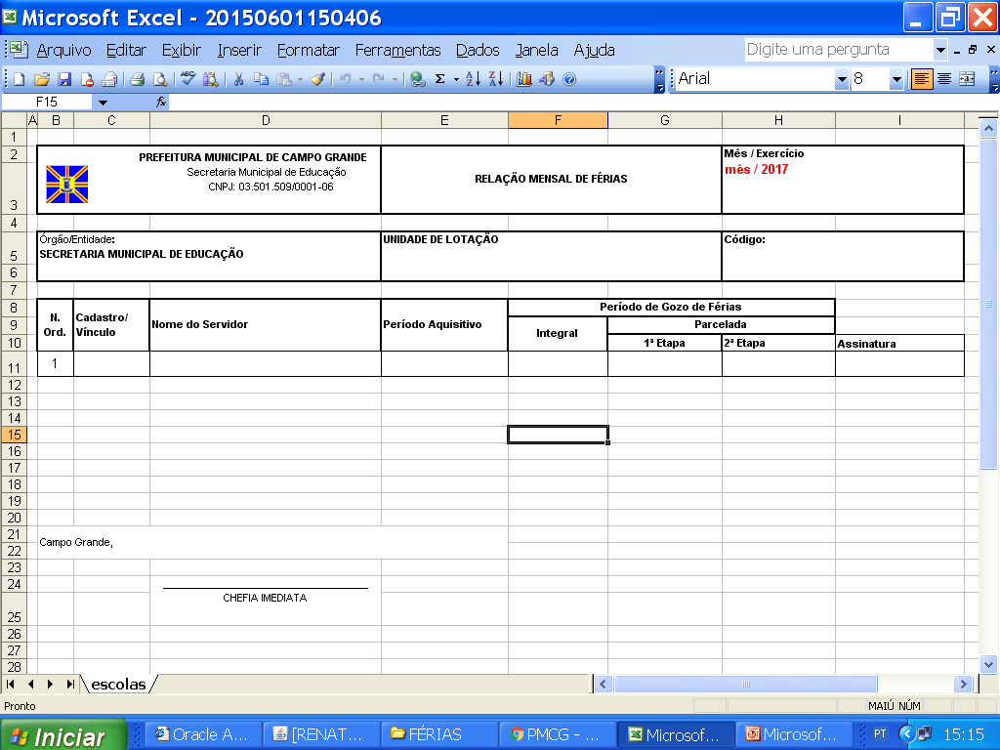 Microsoft Excel - 20150601150406
Arquivo Editar Exibir Inserir Formatar Ferramentas Dados Janela Ajuda Digite uma pergunta
Arial 8
F15 fx
A B C D E F G H I
1
2
3
4
5
6
7
8
9
10
11
12
13
14
15
16
17
18
19
20
21
22
23
24
25
26
27
28
PREFEITURA MUNICIPAL DE CAMPO GRANDE
Secretaria Municipal de Educação
CNPJ: 03.501.509/0001-06
RELAÇÃO MENSAL DE FÉRIAS
Mês / Exercício
mês / 2017
Órgão/Entidade:
SECRETARIA MUNICIPAL DE EDUCAÇÃO
UNIDADE DE LOTAÇÃO
Código:
N.
Ord.
Cadastro/
Vínculo
Nome do Servidor
Período Aquisitivo
Período de Gozo de Férias
Integral
Parcelada
1ª Etapa
2ª Etapa
Assinatura
1
Campo Grande,
CHEFIA IMEDIATA
escolas
Pronto
MAIÚ NÚM
Iniciar Oracle A... [RENAT... FÉRIAS PMCG - ... Microsof... Microsof... PT 15:15